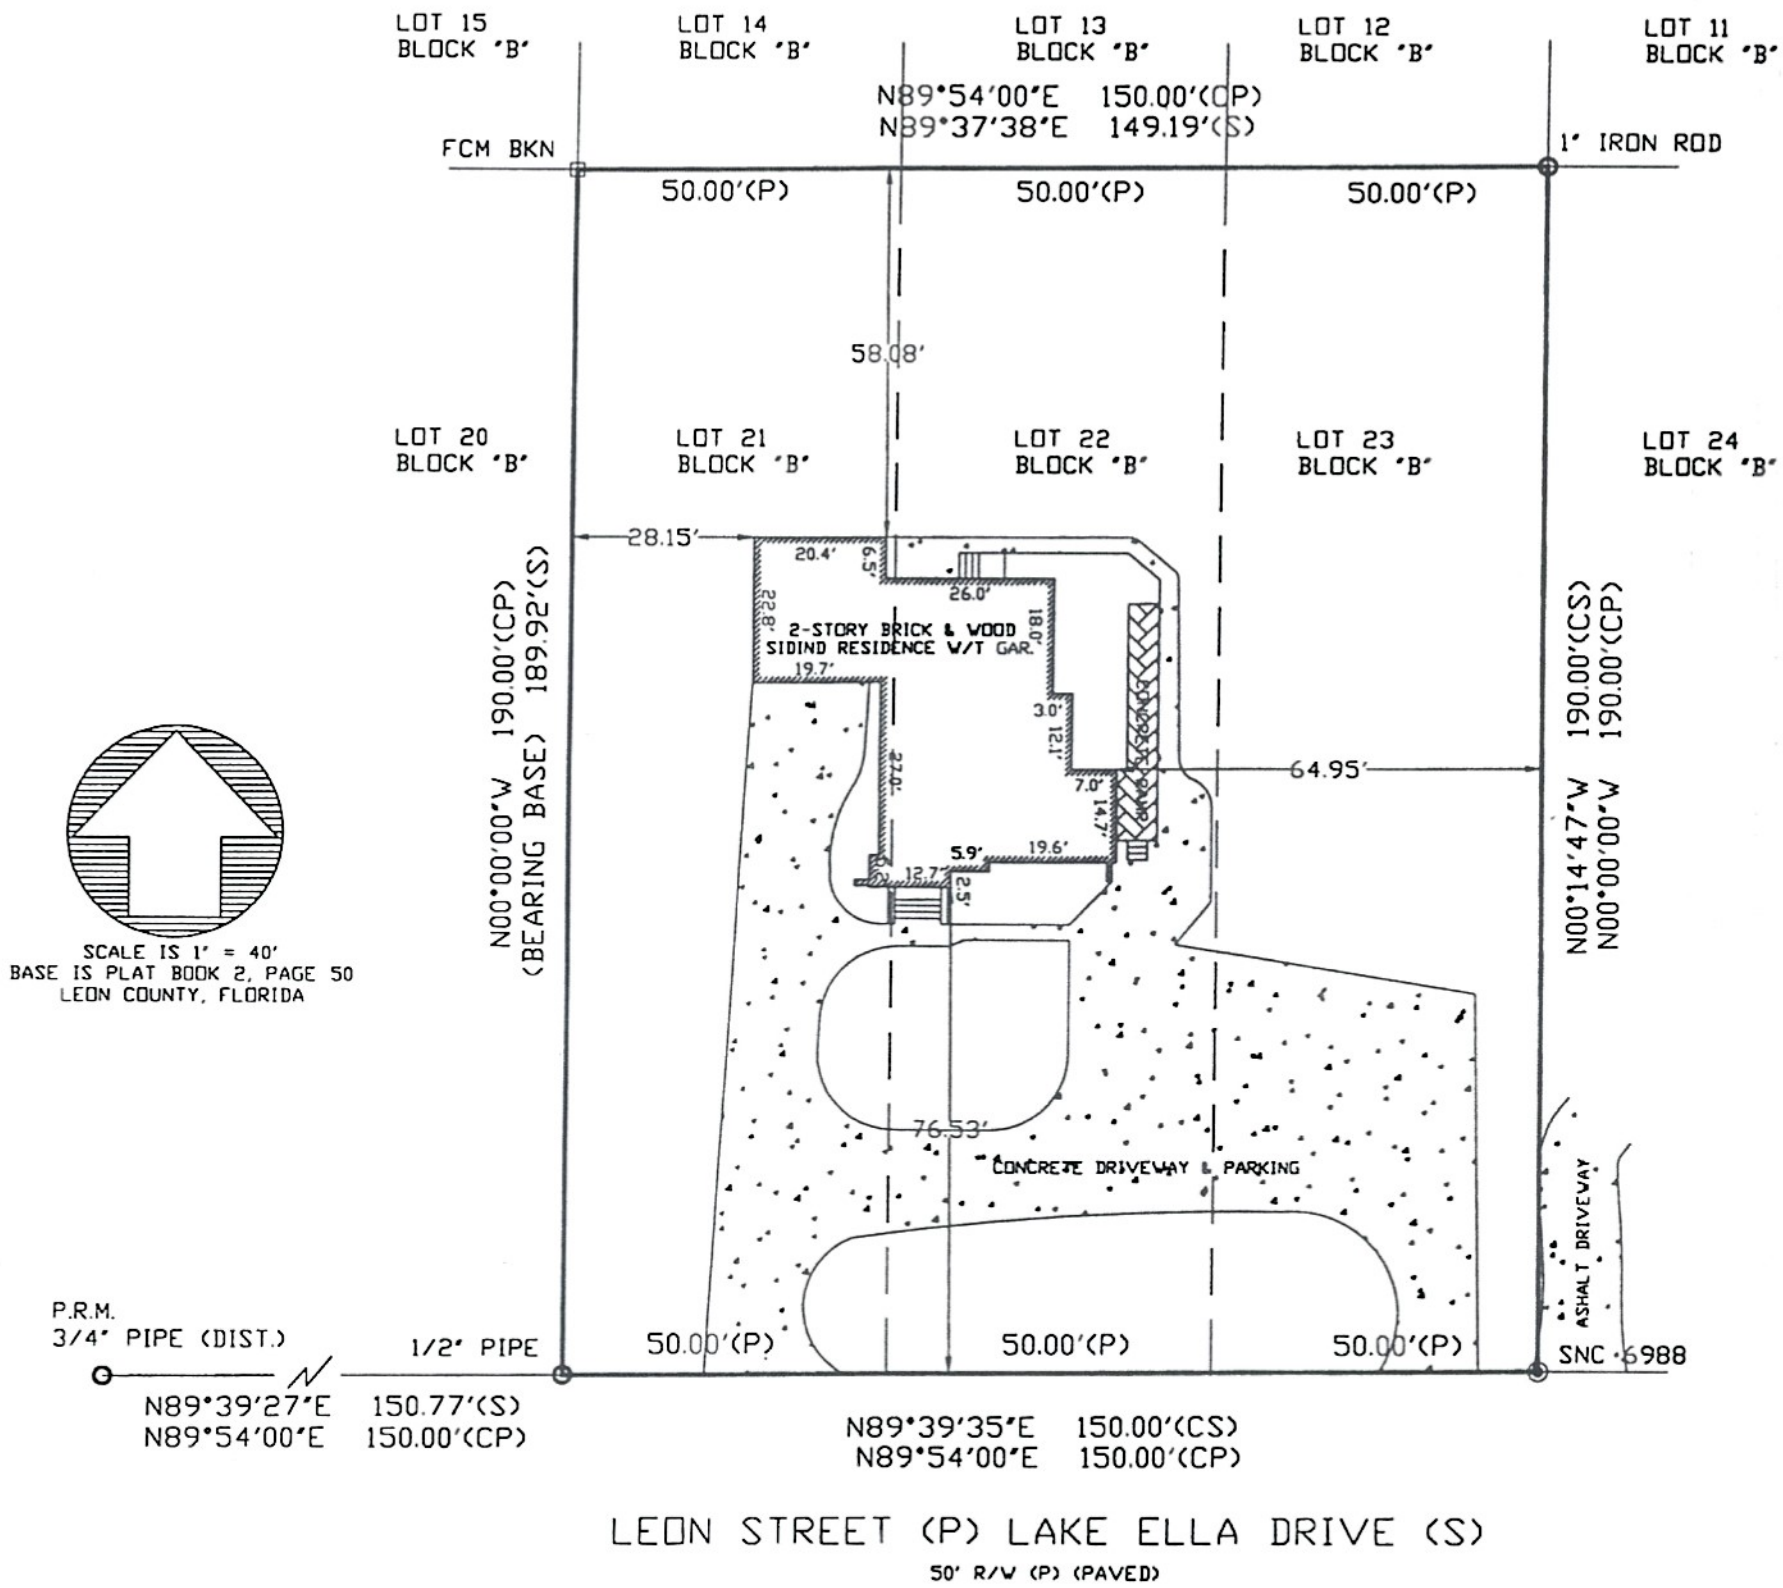 LOT 15
BLOCK "B"
LOT 14
BLOCK "B"
LOT 13
BLOCK "B"
LOT 12
BLOCK "B"
LOT 11
BLOCK "B"
N89°54'00"E 150.00'(CP)
N89°37'38"E 149.19'(S)
FCM BKN
1" IRON ROD
50.00'(P)
50.00'(P)
50.00'(P)
58.08'
LOT 20
BLOCK "B"
LOT 21
BLOCK "B"
LOT 22
BLOCK "B"
LOT 23
BLOCK "B"
LOT 24
BLOCK "B"
28.15'
20.4'
6.5'
26.0'
22.8'
18.0'
2-STORY BRICK & WOOD
SIDIND RESIDENCE W/T GAR.
19.7'
3.0'
12.1'
27.0'
7.0'
64.95'
14.7'
CONCRETE RAMP
5.9'
19.6'
12.7'
2.5'
N00°00'00"W 190.00'(CP)
(BEARING BASE) 189.92'(S)
N00°14'47"W 190.00'(CS)
N00°00'00"W 190.00'(CP)
SCALE IS 1" = 40'
BASE IS PLAT BOOK 2, PAGE 50
LEON COUNTY, FLORIDA
76.53'
CONCRETE DRIVEWAY & PARKING
ASHALT DRIVEWAY
P.R.M.
3/4" PIPE (DIST.)
1/2" PIPE
50.00'(P)
50.00'(P)
50.00'(P)
SNC #6988
N89°39'27"E 150.77'(S)
N89°54'00"E 150.00'(CP)
N89°39'35"E 150.00'(CS)
N89°54'00"E 150.00'(CP)
LEON STREET (P) LAKE ELLA DRIVE (S)
50' R/W (P) (PAVED)